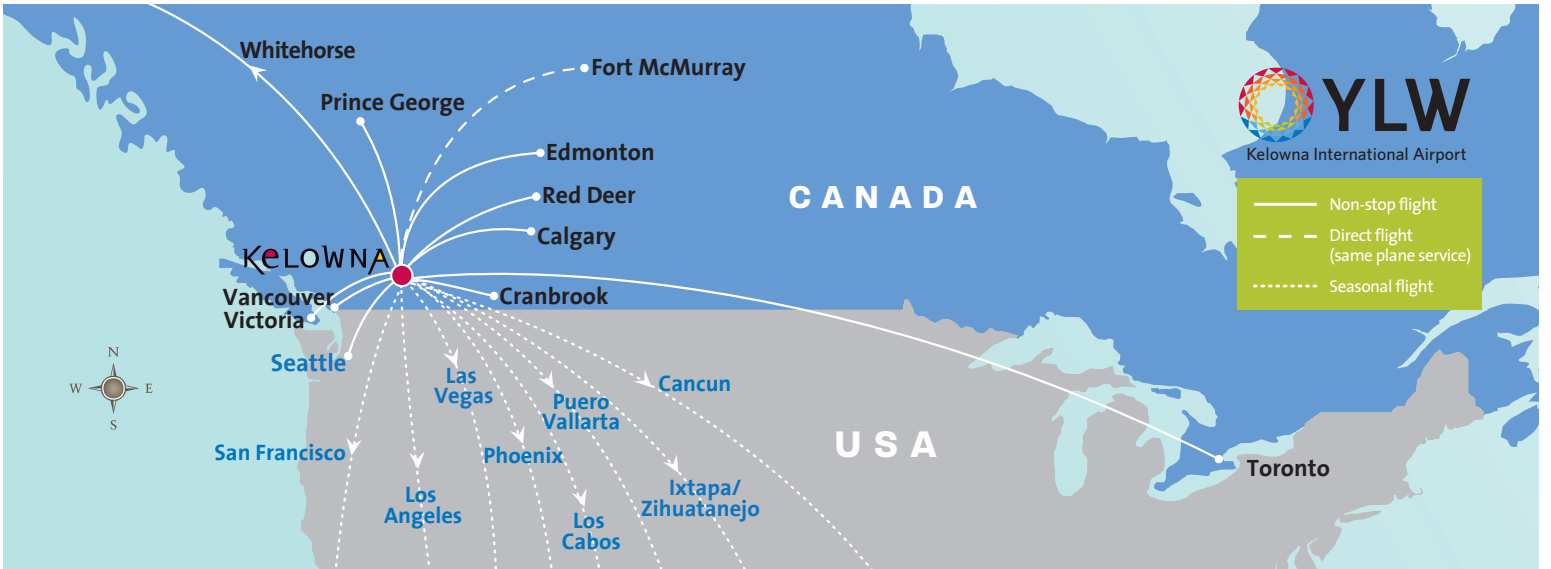 Whitehorse
Fort McMurray
Prince George
YLW
Kelowna International Airport
Edmonton
Red Deer
CANADA
Non-stop flight
Calgary
Direct flight
(same plane service)
KELOWNA
Seasonal flight
Vancouver
Cranbrook
Victoria
N
W
E
S
Seattle
Las
Vegas
Cancun
Puero
Vallarta
USA
San Francisco
Phoenix
Toronto
Los
Angeles
Ixtapa/
Zihuatanejo
Los
Cabos